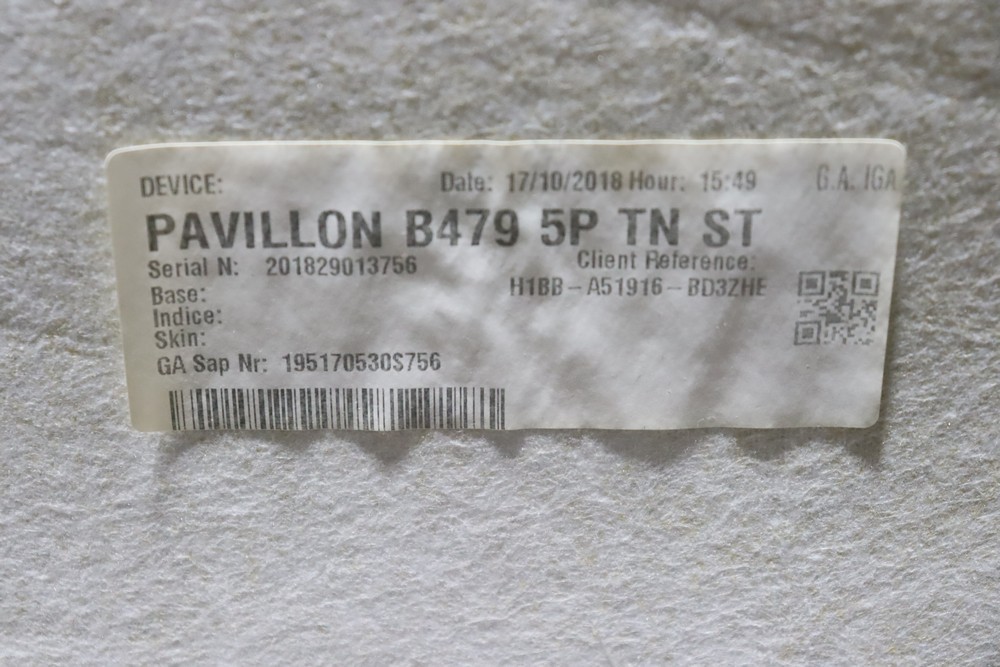 DEVICE: Date: 17/10/2018 Hour: 15:49 G.A. IGA
PAVILLON B479 5P TN ST
Serial N: 201829013756 Client Reference:
Base: H1BB-A51916-BD3ZHE
Indice:
Skin:
GA Sap Nr: 195170530S756